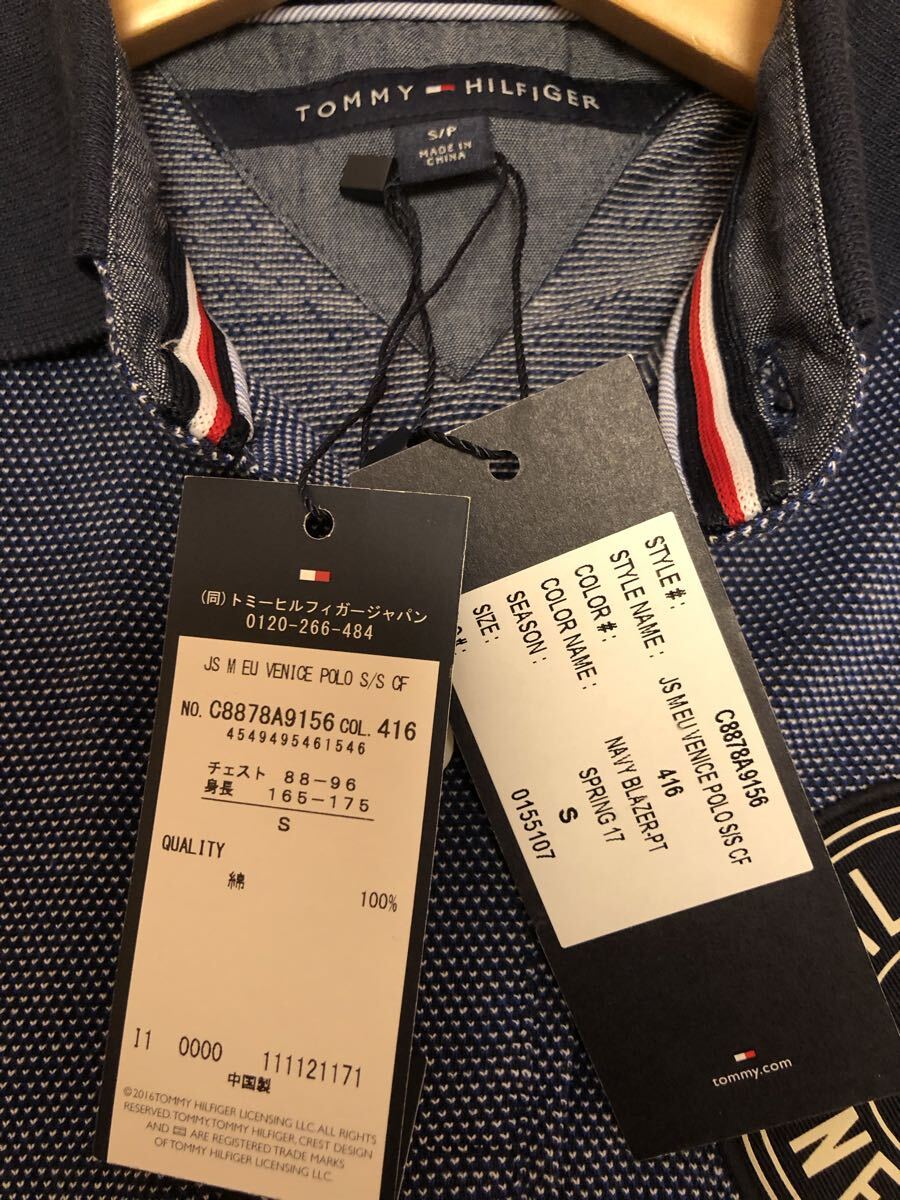 TOMMY HILFIGER
S/P
MADE IN
CHINA
(同)トミーヒルフィガージャパン
0120-266-484
JS M EU VENICE POLO S/S CF
NO. C8878A9156 COL. 416
4549495461546
チェスト 88-96
身長 165-175
S
QUALITY
綿 100%
I1 0000 111121171
中国製
©2016TOMMY HILFIGER LICENSING LLC. ALL RIGHTS
RESERVED. TOMMY, TOMMY HILFIGER, CREST DESIGN
AND ARE REGISTERED TRADE MARKS
OF TOMMY HILFIGER LICENSING LLC.
STYLE #: C8878A9156
STYLE NAME: JS M EU VENICE POLO S/S CF
COLOR #: 416
COLOR NAME: NAVY BLAZER-PT
SEASON: SPRING 17
SIZE: S
0155107
tommy.com
NE